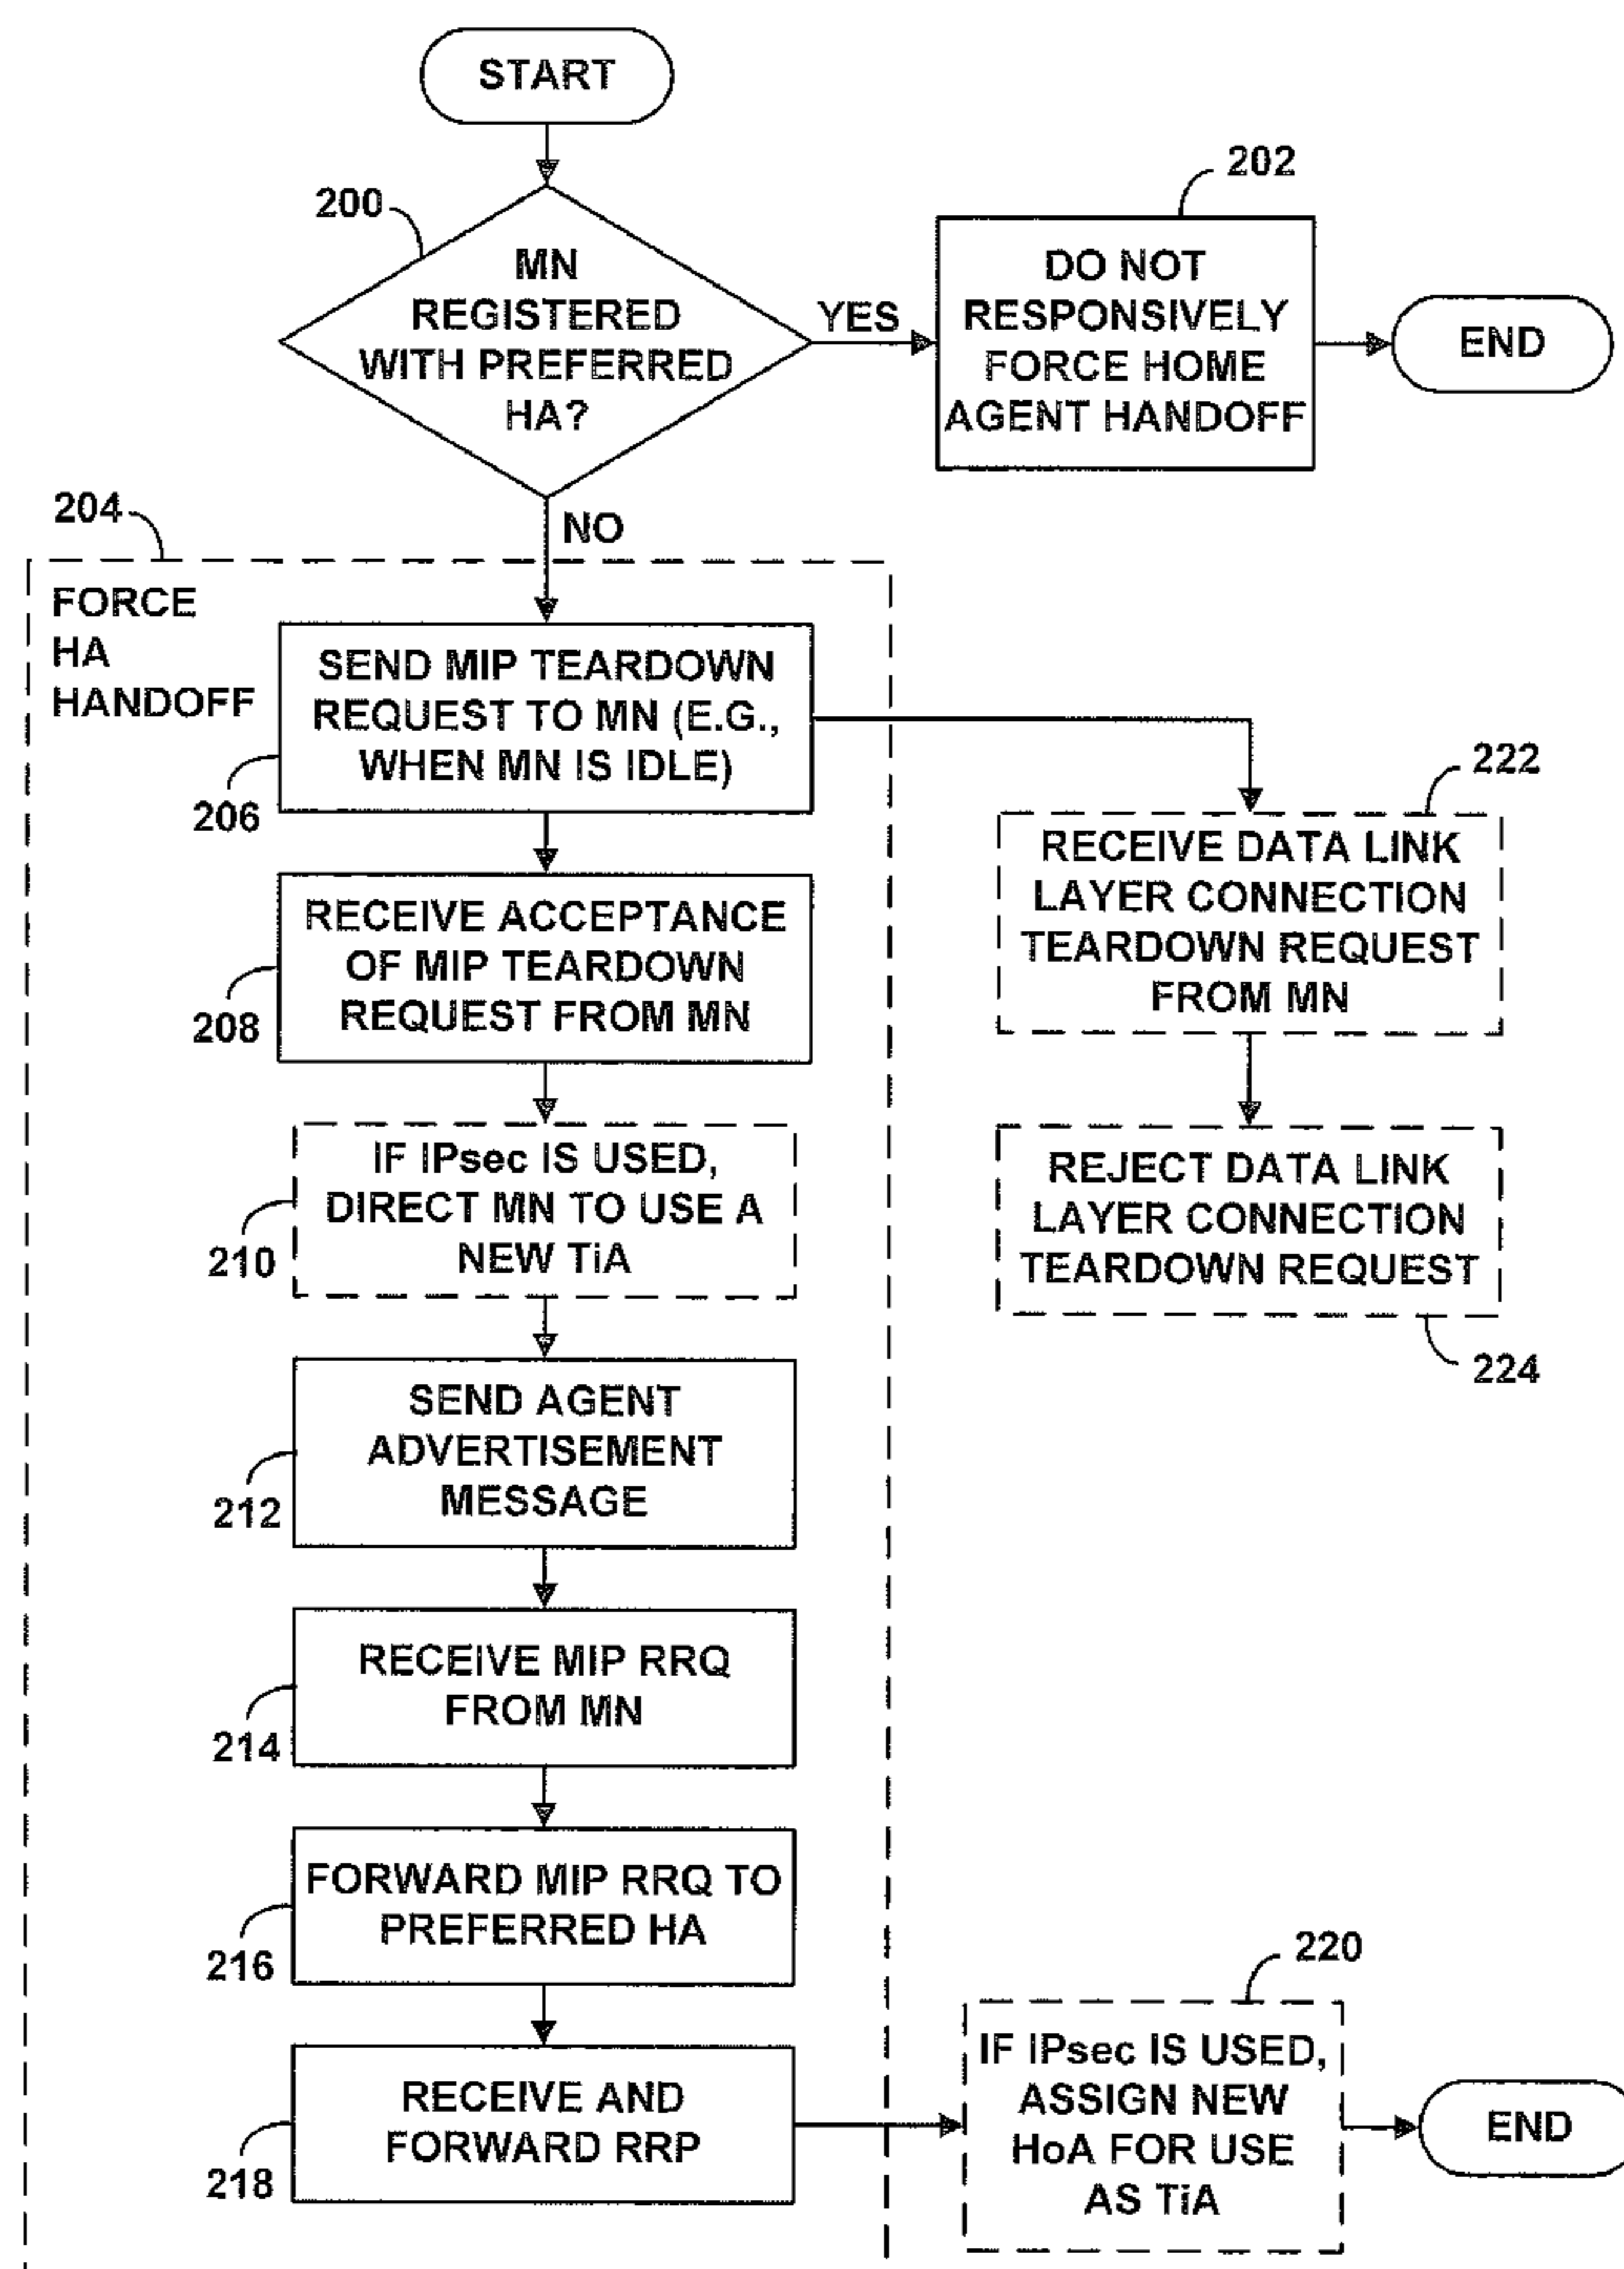 START
200
MN
REGISTERED
WITH PREFERRED
HA?
YES
202
DO NOT
RESPONSIVELY
FORCE HOME
AGENT HANDOFF
END
NO
204
FORCE
HA
HANDOFF
SEND MIP TEARDOWN
REQUEST TO MN (E.G.,
WHEN MN IS IDLE)
206
222
RECEIVE DATA LINK
LAYER CONNECTION
TEARDOWN REQUEST
FROM MN
RECEIVE ACCEPTANCE
OF MIP TEARDOWN
REQUEST FROM MN
208
REJECT DATA LINK
LAYER CONNECTION
TEARDOWN REQUEST
224
IF IPsec IS USED,
DIRECT MN TO USE A
NEW TiA
210
SEND AGENT
ADVERTISEMENT
MESSAGE
212
RECEIVE MIP RRQ
FROM MN
214
FORWARD MIP RRQ TO
PREFERRED HA
216
RECEIVE AND
FORWARD RRP
218
220
IF IPsec IS USED,
ASSIGN NEW
HoA FOR USE
AS TiA
END